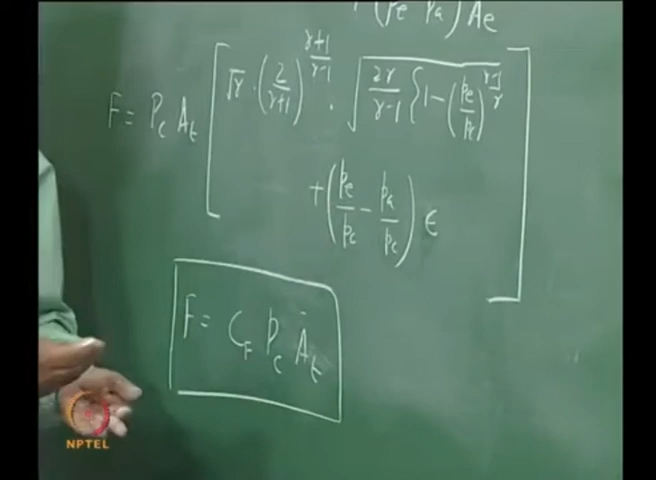 (Pe Pa) Ae
F = Pc At [ √γ · (2/γ+1)^(γ+1/γ-1) · √(2γ/γ-1 {1 - (Pe/Pc)^(γ-1/γ)
+ (Pe/Pc - Pa/Pc) ε ]
F = CF Pc At
NPTEL